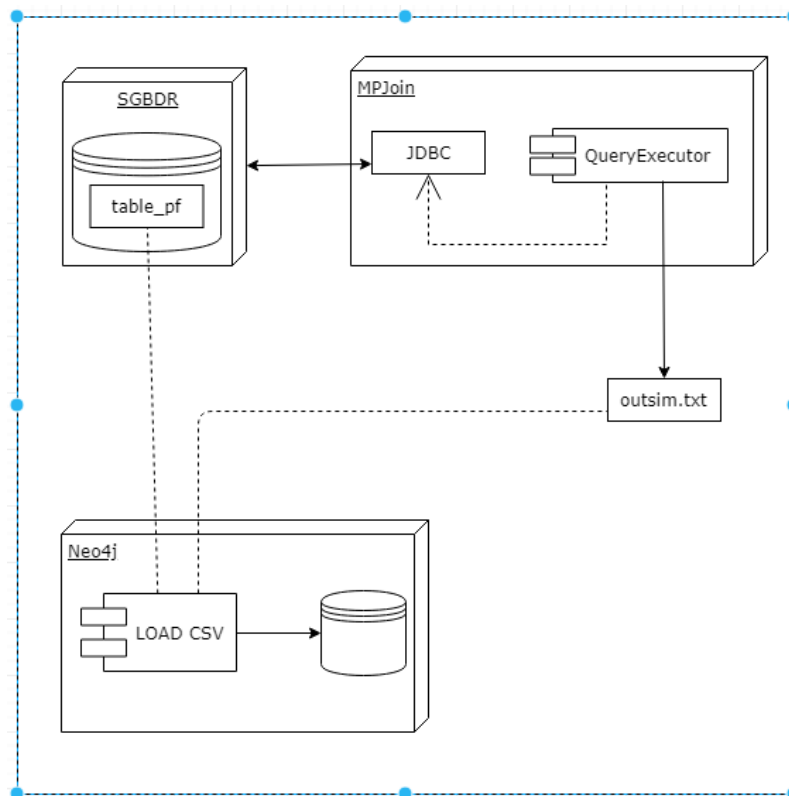 SGBDR
table_pf
MPJoin
JDBC
QueryExecutor
outsim.txt
Neo4j
LOAD CSV